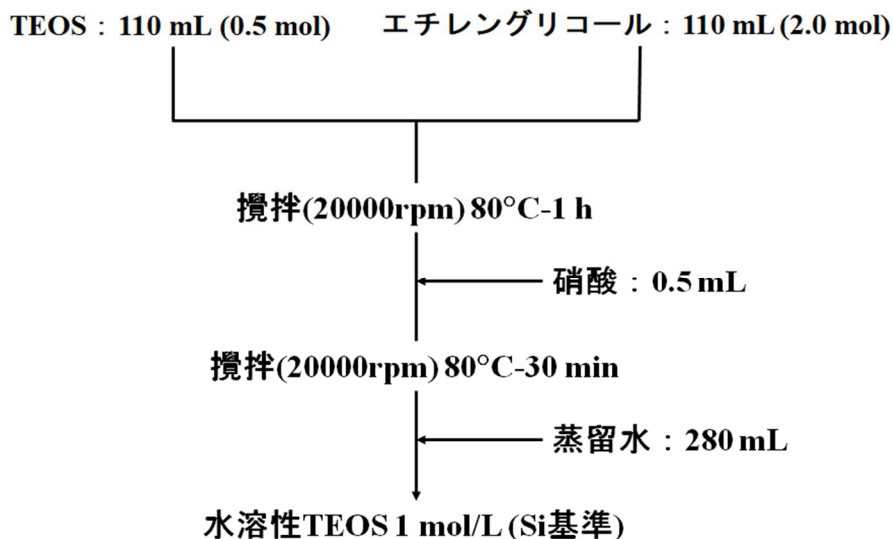 TEOS：110 mL (0.5 mol) エチレングリコール：110 mL (2.0 mol)
攪拌(20000rpm) 80°C-1 h
硝酸：0.5 mL
攪拌(20000rpm) 80°C-30 min
蒸留水：280 mL
水溶性TEOS 1 mol/L (Si基準)